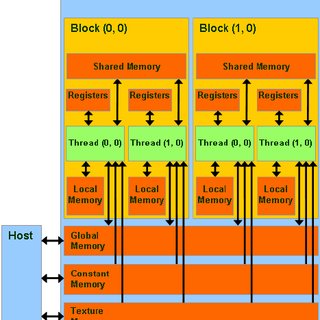 Block (0, 0)
Block (1, 0)
Shared Memory
Shared Memory
Registers
Registers
Registers
Registers
Thread (0, 0)
Thread (1, 0)
Thread (0, 0)
Thread (1, 0)
Local
Memory
Local
Memory
Local
Memory
Local
Memory
Host
Global
Memory
Constant
Memory
Texture